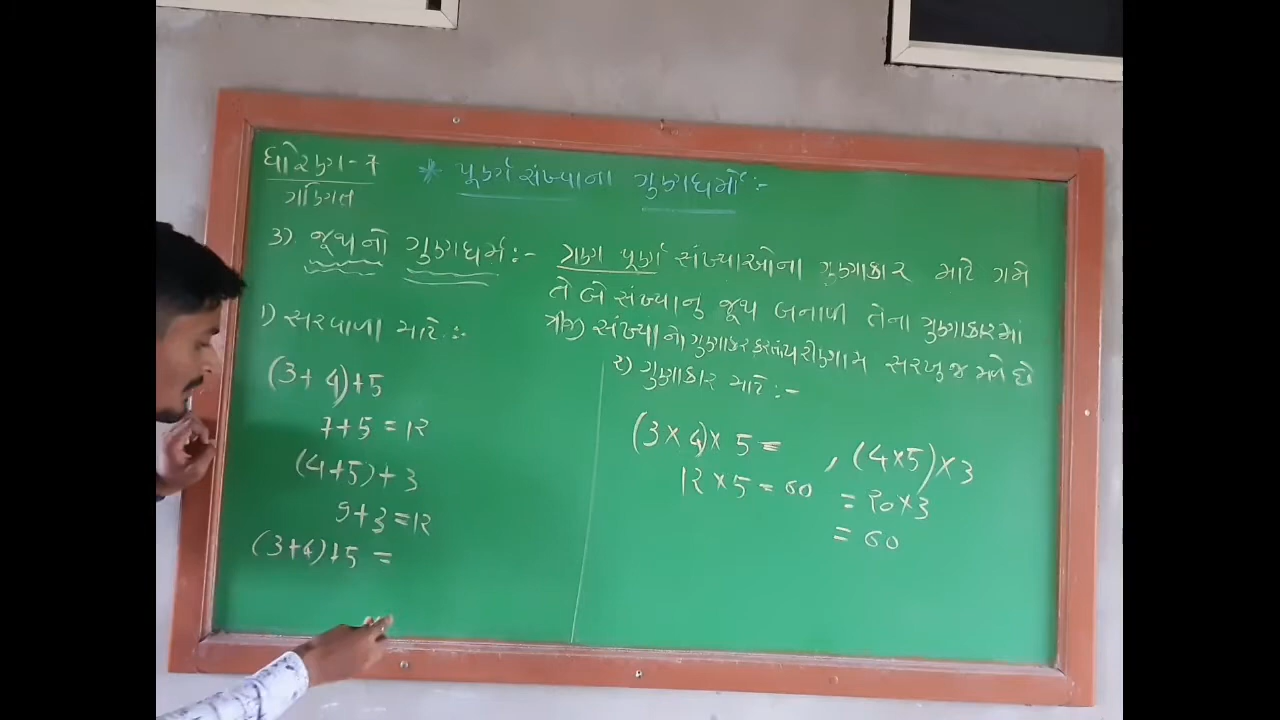 ધોરણ-7
ગણિત
* પૂર્ણસંખ્યાના ગુણધર્મો :-
3). જૂથનો ગુણધર્મ :- ત્રણ પૂર્ણ સંખ્યાઓના ગુણાકાર માટે ગમે
તે બે સંખ્યાનુ જૂથ બનાળી તેના ગુણાકારમાં
ત્રીજી સંખ્યાનો ગુણાકાર કરતાં પરીણામ સરખુ જ મળે છે
1) સરવાળા માટે :-
(3+4)+5
7+5=12
(4+5)+3
9+3=12
(3+4)+5 =
૨) ગુણાકાર માટે :-
(3×4)×5=
12×5=60
, (4×5)×3
= 20×3
= 60